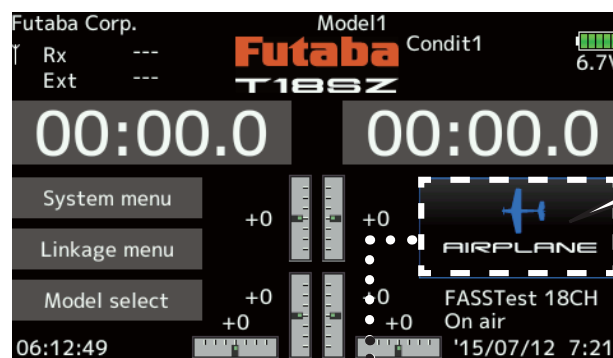 Futaba Corp.
Model1
Rx ---
Ext ---
Futaba
T18SZ
Condit1
6.7V
00:00.0
00:00.0
System menu
Linkage menu
Model select
+0
+0
+0
+0
+0
+0
AIRPLANE
FASSTest 18CH
On air
06:12:49
'15/07/12 7:21